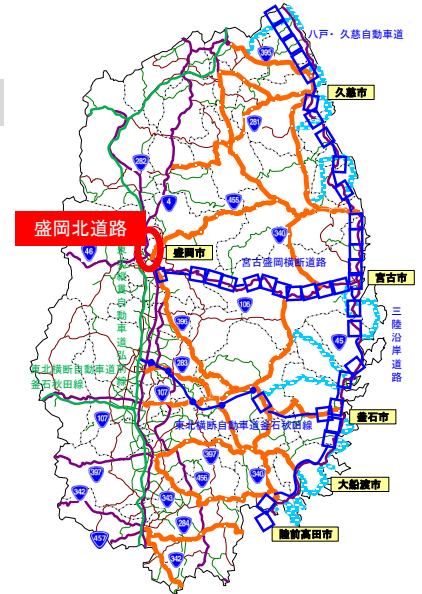 八戸・久慈自動車道
395
久慈市
281
282
4
455
340
盛岡北道路
46
盛岡市
宮古盛岡横断道路
宮古市
106
東北縦貫自動車道弘前線
396
三陸沿岸道路
45
283
東北横断自動車道
釜石秋田線
107
107
釜石市
東北横断自動車道釜石秋田線
397
397
456
340
大船渡市
342
343
284
陸前高田市
457
342